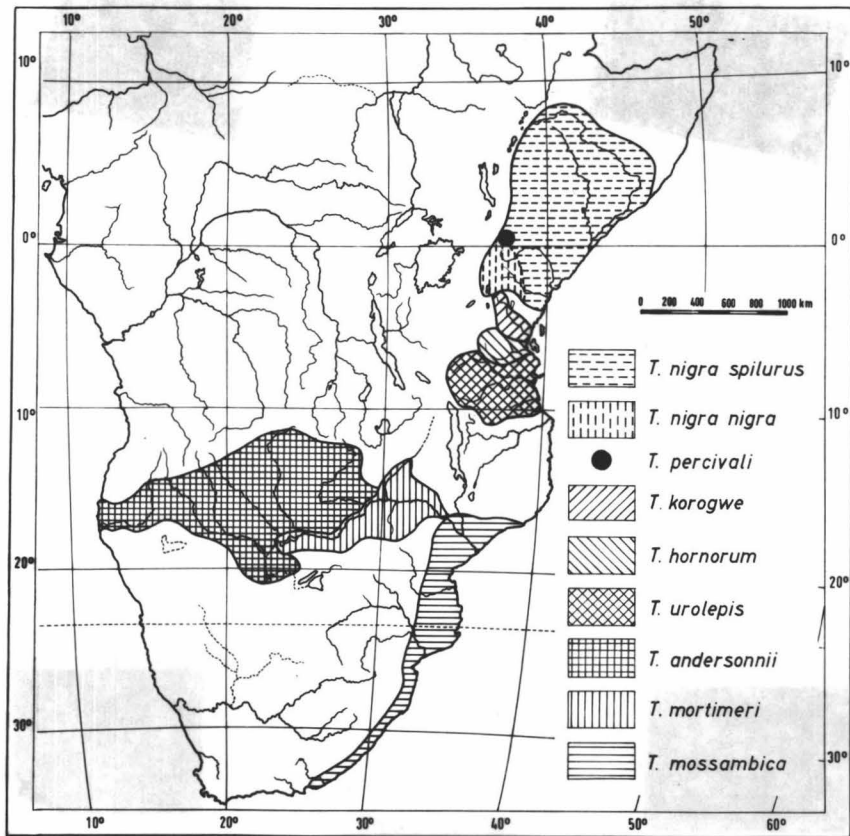 10° 20° 30° 40°
10° 10°
50°
0° 0°
0 200 400 600 800 1000 km
T. nigra spilurus
T. nigra nigra
10° 10°
T. percivali
T. korogwe
T. hornorum
20° 20°
T. urolepis
T. andersonnii
T. mortimeri
30° 30°
T. mossambica
10° 20° 30° 40° 50° 60°